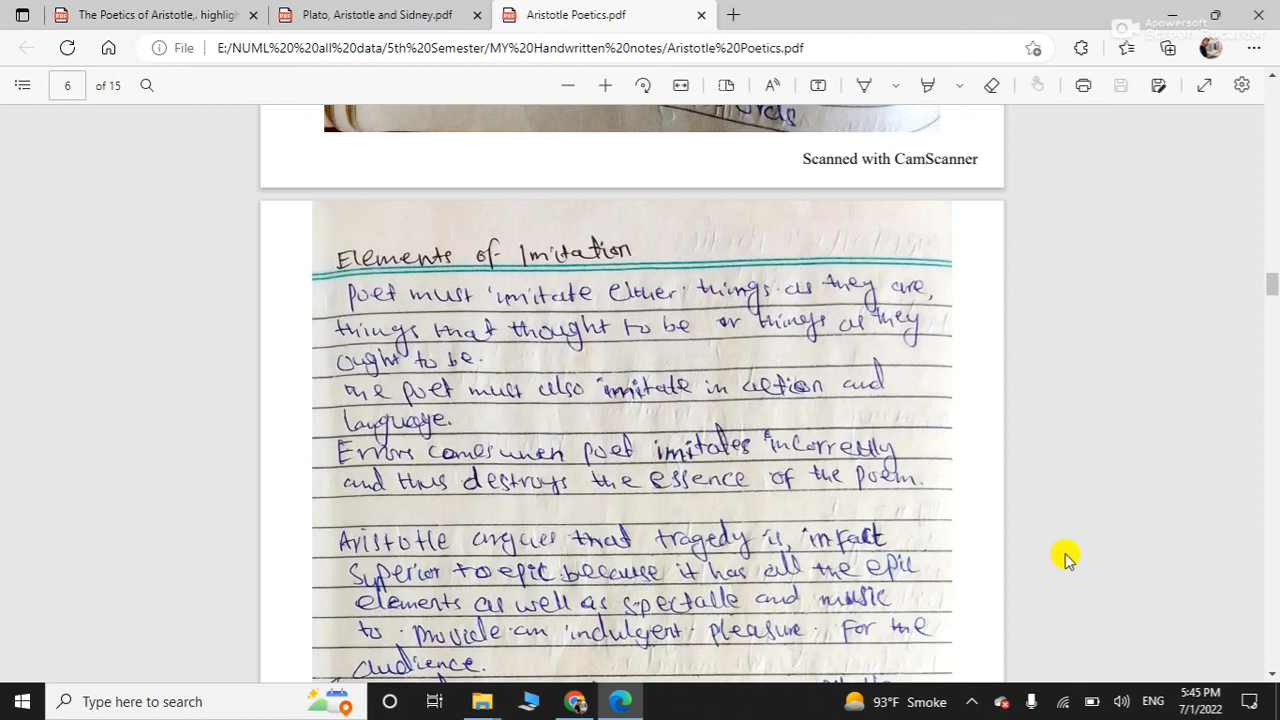 The Poetics of Aristotle,. highligh
Plato, Aristotle and Sidney.pdf
Aristotle Poetics.pdf
Apowersoft
Screen Recorder
File
E:/NUML%20%20all%20data/5th%20Semester/MY%20Handwritten%20notes/Aristotle%20Poetics.pdf
6 of 15
words
Scanned with CamScanner
Elements of Imitation
Poet must imitate either things as they are,
things that thought to be or things as they
ought to be.
The poet must also imitate in action and
language.
Errors comes when poet imitates incorrectly
and thus destroys the essence of the poem.
Aristotle argues that tragedy is, infact
Superior to epic because it has all the epic
elements as well as spectalle and music
to provide an indulgent pleasure for the
audience.
Type here to search
93°F Smoke
ENG
5:45 PM
7/1/2022